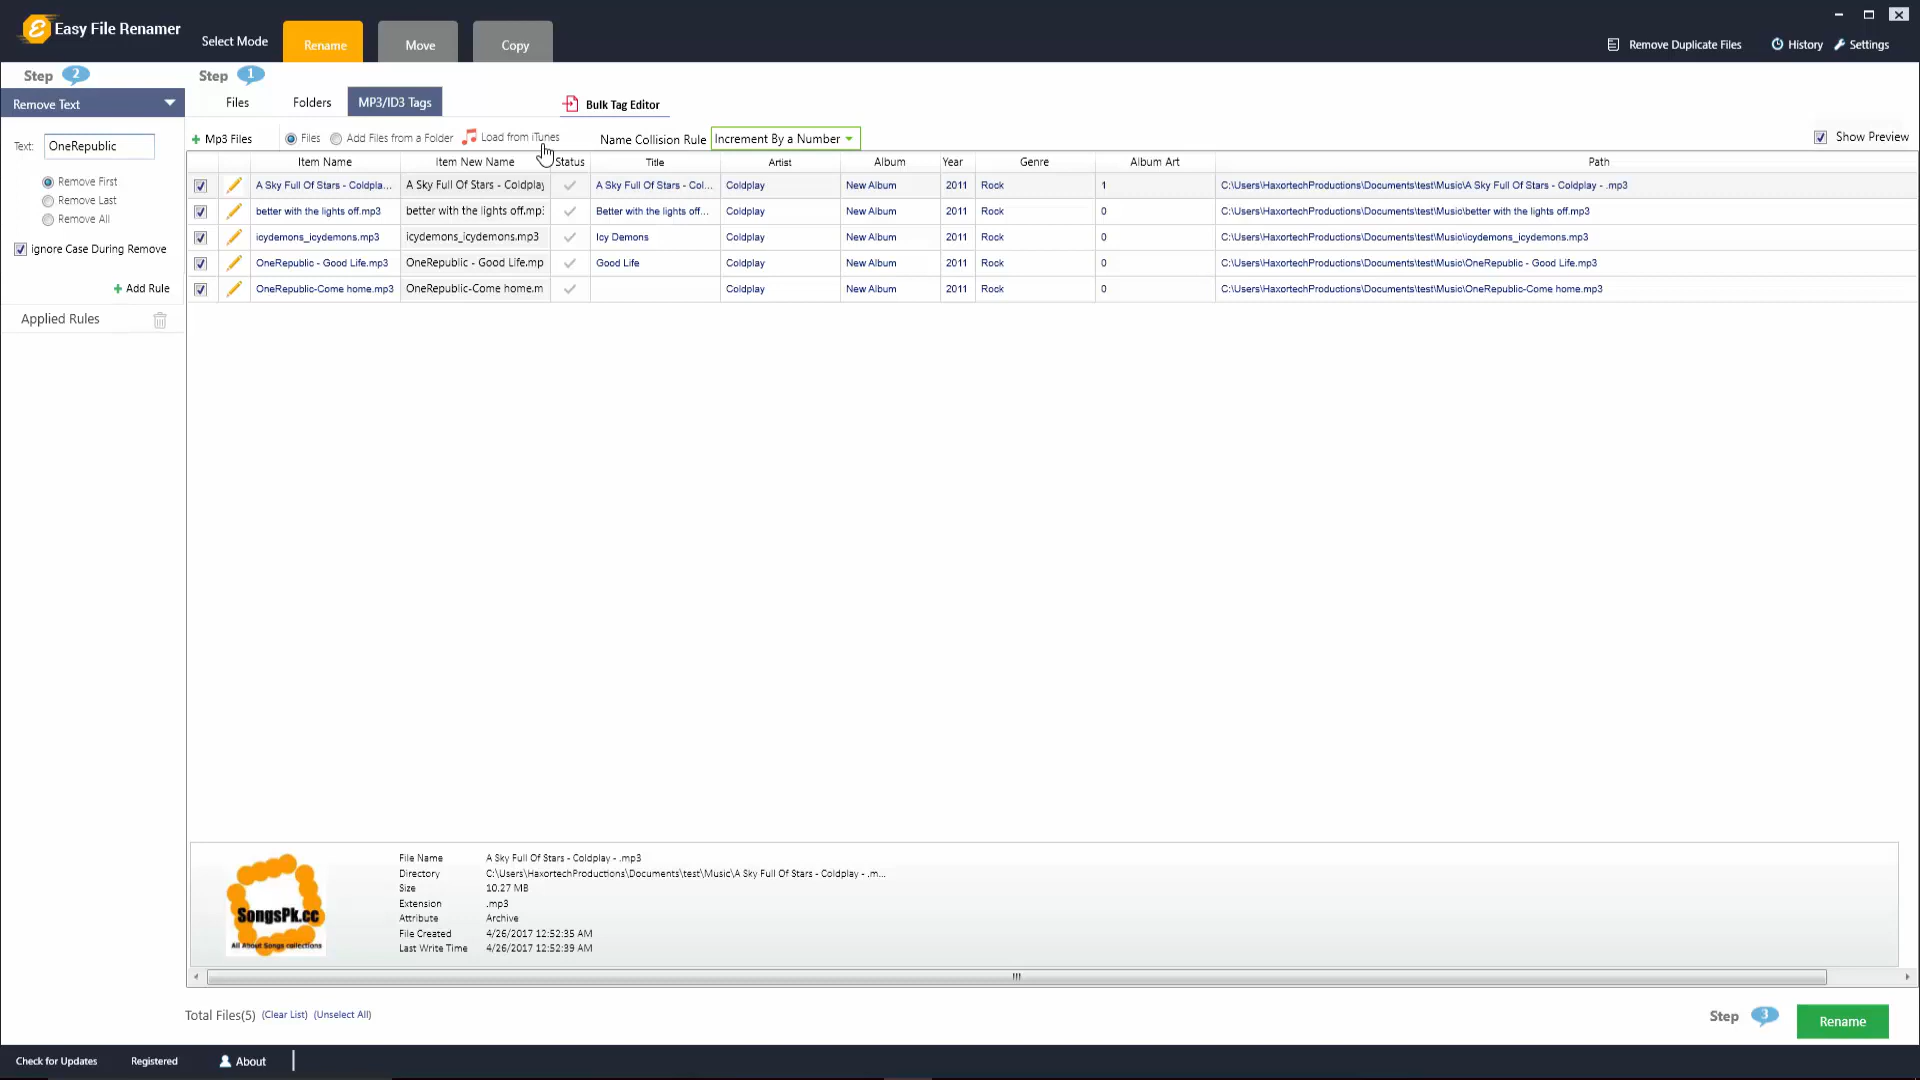 Easy File Renamer
Select Mode
Rename
Move
Copy
Remove Duplicate Files
History
Settings
Step 2
Step 1
Remove Text
Files
Folders
MP3/ID3 Tags
Bulk Tag Editor
Text: OneRepublic
Remove First
Remove Last
Remove All
ignore Case During Remove
+ Add Rule
Applied Rules
+ Mp3 Files
Files
Add Files from a Folder
Load from iTunes
Name Collision Rule
Increment By a Number
Show Preview
Item Name Item New Name Status Title Artist Album Year Genre Album Art Path
A Sky Full Of Stars - Coldpla... A Sky Full Of Stars - Coldplay A Sky Full Of Stars - Col... Coldplay New Album 2011 Rock 1 C:\Users\HaxortechProductions\Documents\test\Music\A Sky Full Of Stars - Coldplay - .mp3
better with the lights off.mp3 better with the lights off.mp3 Better with the lights off... Coldplay New Album 2011 Rock 0 C:\Users\HaxortechProductions\Documents\test\Music\better with the lights off.mp3
icydemons_icydemons.mp3 icydemons_icydemons.mp3 Icy Demons Coldplay New Album 2011 Rock 0 C:\Users\HaxortechProductions\Documents\test\Music\icydemons_icydemons.mp3
OneRepublic - Good Life.mp3 OneRepublic - Good Life.mp Good Life Coldplay New Album 2011 Rock 0 C:\Users\HaxortechProductions\Documents\test\Music\OneRepublic - Good Life.mp3
OneRepublic-Come home.mp3 OneRepublic-Come home.m Coldplay New Album 2011 Rock 0 C:\Users\HaxortechProductions\Documents\test\Music\OneRepublic-Come home.mp3
SongsPk.cc
All About Songs collections
File Name A Sky Full Of Stars - Coldplay - .mp3
Directory C:\Users\HaxortechProductions\Documents\test\Music\A Sky Full Of Stars - Coldplay - .m...
Size 10.27 MB
Extension .mp3
Attribute Archive
File Created 4/26/2017 12:52:35 AM
Last Write Time 4/26/2017 12:52:39 AM
Total Files(5) (Clear List) (Unselect All)
Step 3
Rename
Check for Updates
Registered
About